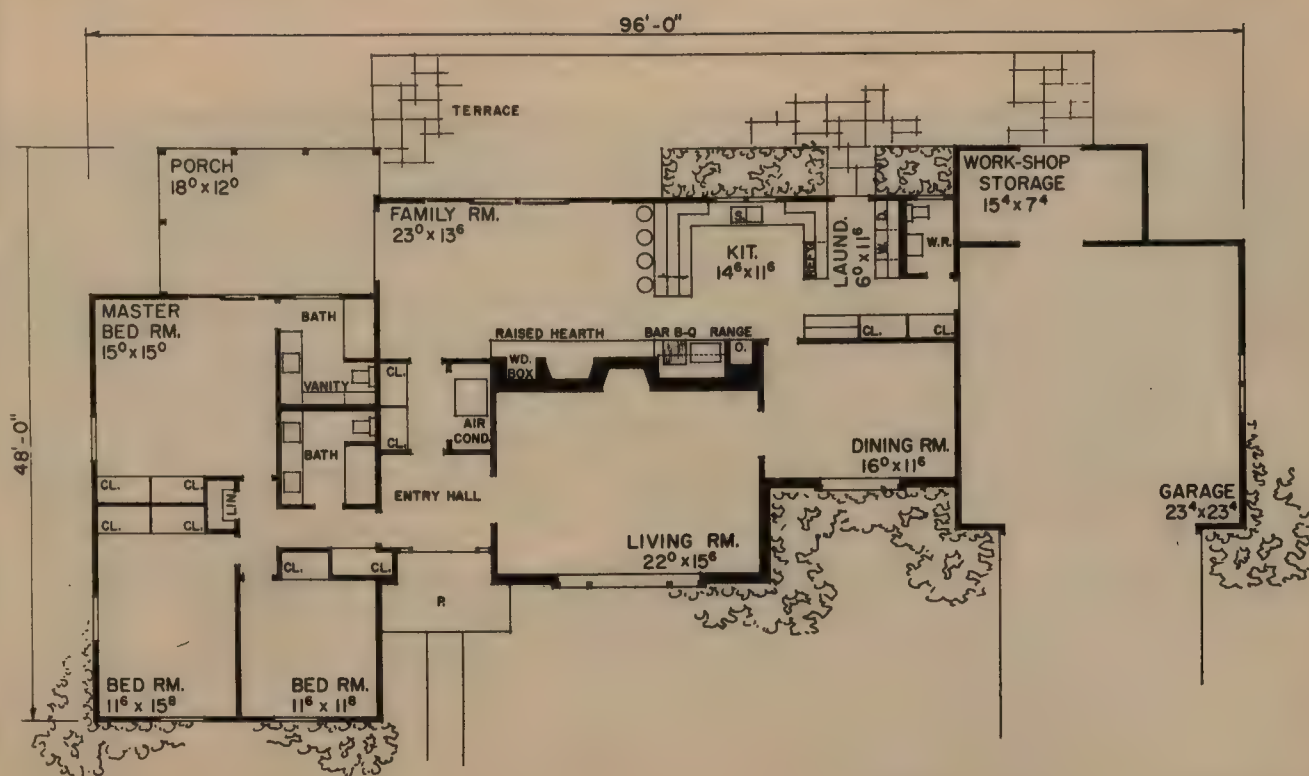 96'-0"
TERRACE
PORCH
18⁰ x 12⁰
WORK-SHOP
STORAGE
15⁴ x 7⁴
FAMILY RM.
23⁰ x 13⁶
S.
KIT.
14⁶ x 11⁶
REF'G.
LAUND.
6⁰ x 11⁶
W.
D.
W.R.
MASTER
BED RM.
15⁰ x 15⁰
BATH
VANITY
RAISED HEARTH
BAR B-Q
RANGE
O.
WD.
BOX
CL.
CL.
CL.
CL.
AIR
COND.
BATH
48'-0"
DINING RM.
16⁰ x 11⁶
CL.
CL.
LIN.
CL.
CL.
ENTRY HALL
GARAGE
23⁴ x 23⁴
LIVING RM.
22⁰ x 15⁶
CL.
CL.
P.
BED RM.
11⁶ x 15⁸
BED RM.
11⁶ x 11⁸